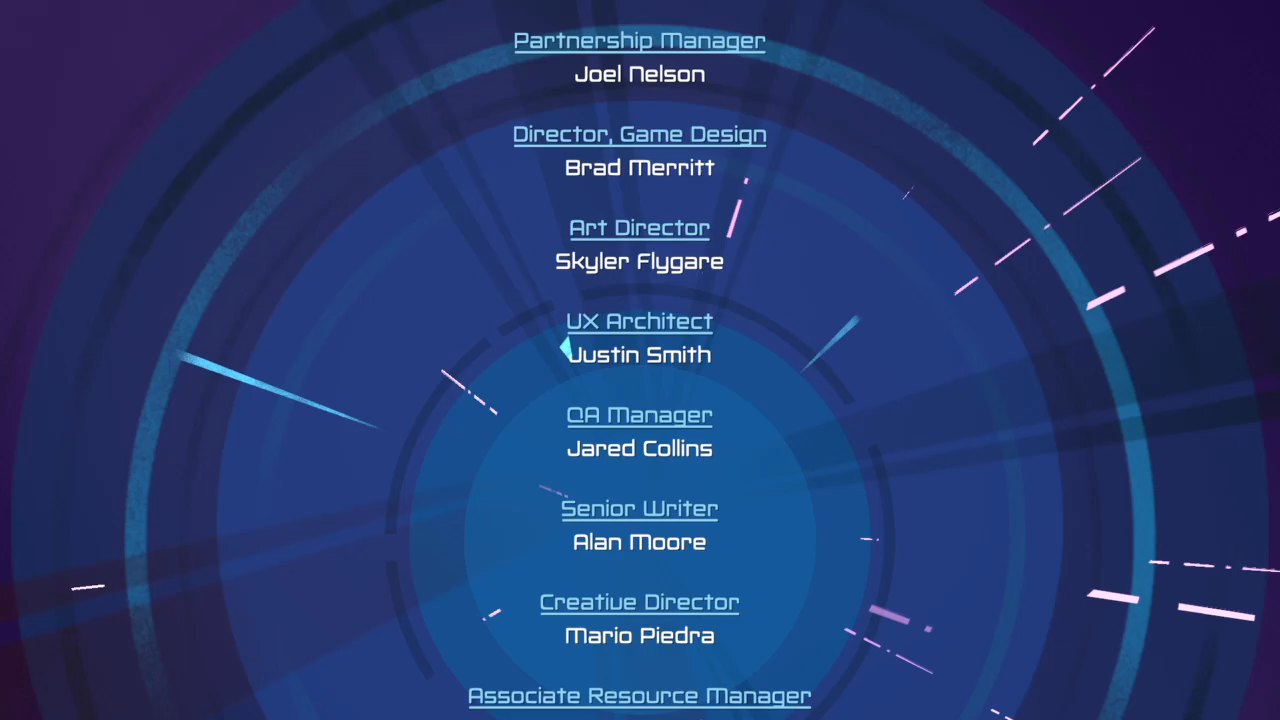 Partnership Manager
Joel Nelson
Director, Game Design
Brad Merritt
Art Director
Skyler Flygare
UX Architect
Justin Smith
QA Manager
Jared Collins
Senior Writer
Alan Moore
Creative Director
Mario Piedra
Associate Resource Manager